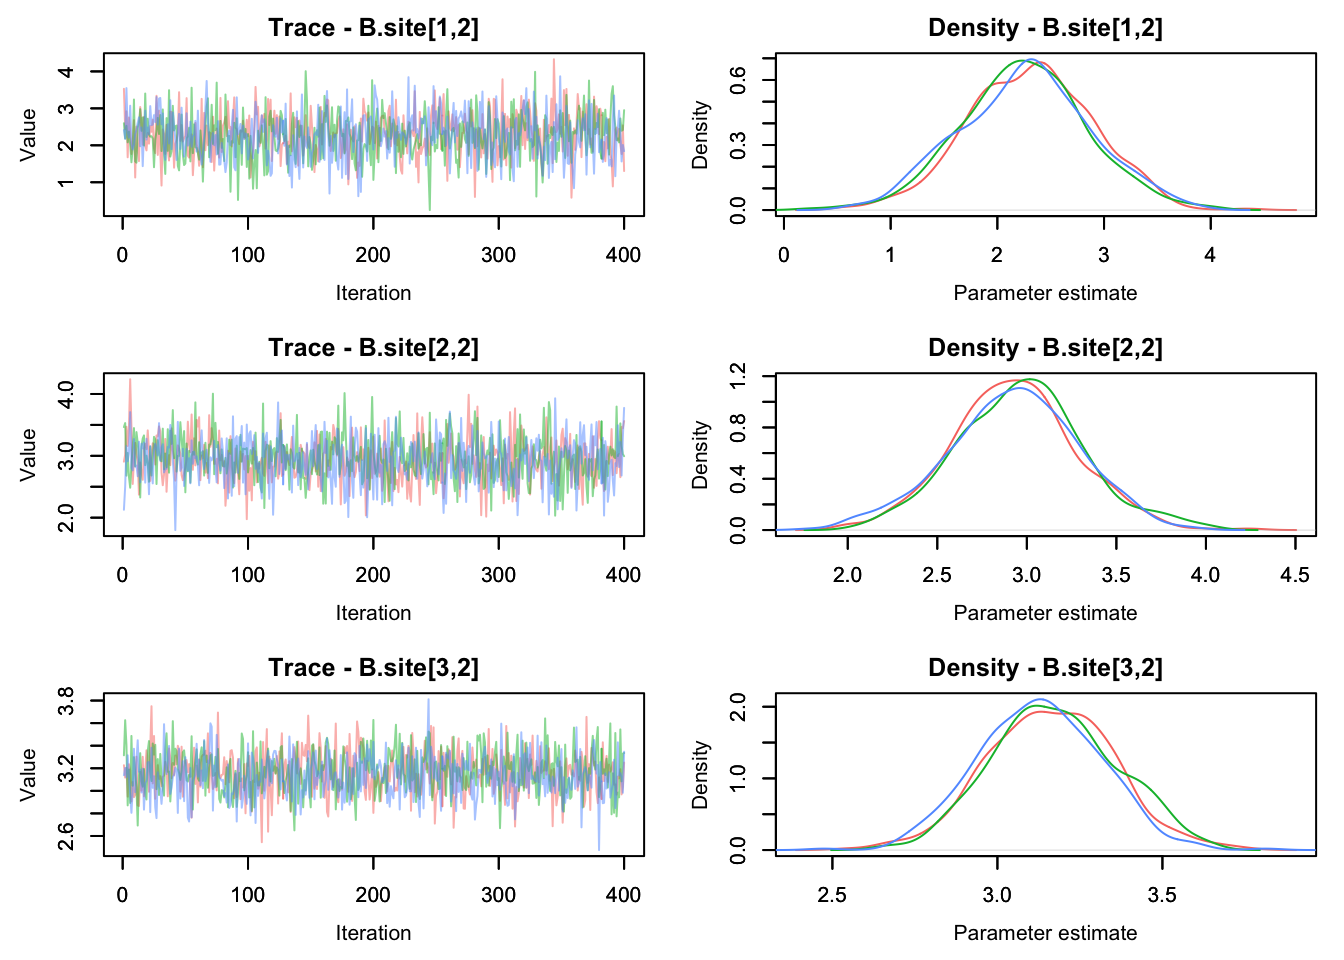 Trace - B.site[1,2]
Value
1 2 3 4
0 100 200 300 400
Iteration
Density - B.site[1,2]
Density
0.0 0.3 0.6
0 1 2 3 4
Parameter estimate
Trace - B.site[2,2]
Value
2.0 3.0 4.0
0 100 200 300 400
Iteration
Density - B.site[2,2]
Density
0.0 0.4 0.8 1.2
2.0 2.5 3.0 3.5 4.0 4.5
Parameter estimate
Trace - B.site[3,2]
Value
2.6 3.2 3.8
0 100 200 300 400
Iteration
Density - B.site[3,2]
Density
0.0 1.0 2.0
2.5 3.0 3.5
Parameter estimate